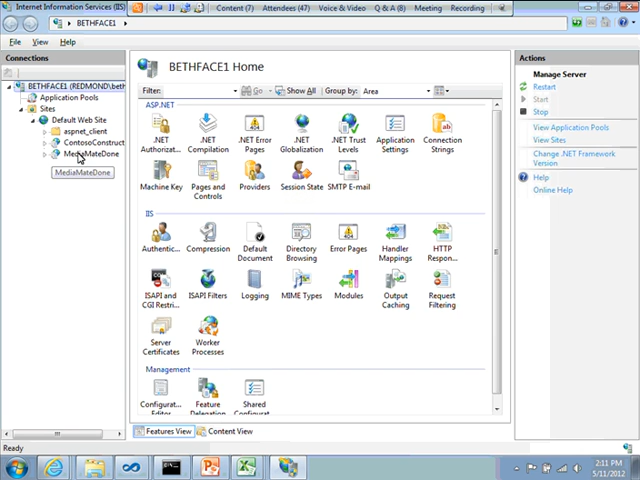 Internet Information Services (IIS)
Content (7)
Attendees (47)
Voice & Video
Q & A (8)
Meeting
Recording
BETHFACE1
File View Help
Connections
BETHFACE1 (REDMOND\beth
Application Pools
Sites
Default Web Site
aspnet_client
ContosoConstruct
MediaMateDone
MediaMateDone
BETHFACE1 Home
Filter: Go Show All Group by: Area
ASP.NET
.NET Authorizat...
.NET Compilation
.NET Error Pages
.NET Globalization
.NET Trust Levels
Application Settings
Connection Strings
Machine Key
Pages and Controls
Providers
Session State
SMTP E-mail
IIS
Authentic...
Compression
Default Document
Directory Browsing
Error Pages
Handler Mappings
HTTP Respon...
ISAPI and CGI Restri...
ISAPI Filters
Logging
MIME Types
Modules
Output Caching
Request Filtering
Server Certificates
Worker Processes
Management
Configurat... Editor
Feature Delegation
Shared Configurat...
Features View Content View
Actions
Manage Server
Restart
Start
Stop
View Application Pools
View Sites
Change .NET Framework
Version
Help
Online Help
Ready
2:11 PM
5/11/2012